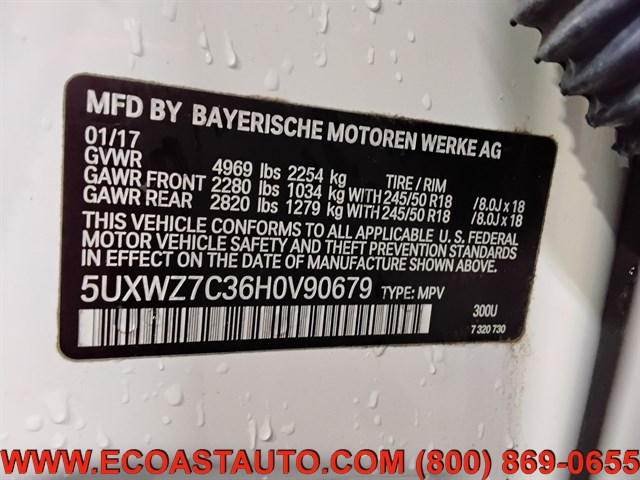 MFD BY BAYERISCHE MOTOREN WERKE AG
01/17
GVWR 4969 lbs 2254 kg TIRE / RIM
GAWR FRONT 2280 lbs 1034 kg WITH 245/50 R18 /8.0J x 18
GAWR REAR 2820 lbs 1279 kg WITH 245/50 R18 /8.0J x 18
THIS VEHICLE CONFORMS TO ALL APPLICABLE U. S. FEDERAL
MOTOR VEHICLE SAFETY AND THEFT PREVENTION STANDARDS
IN EFFECT ON THE DATE OF MANUFACTURE SHOWN ABOVE.
5UXWZ7C36H0V90679 TYPE: MPV
300U
7 320 730
WWW.ECOASTAUTO.COM (800) 869-0655